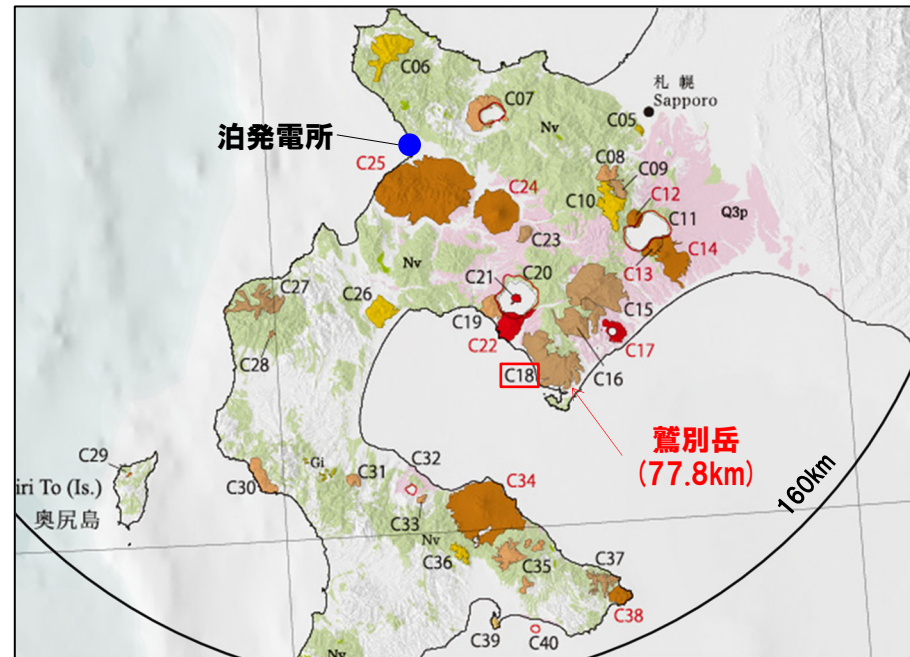 C06
C07
札 幌
Sapporo
C05
Nv
泊発電所
C25
C24
C08
C09
C10
C12
C11
Q3p
C23
C13
C14
Nv
C21
C20
C27
C26
C15
C19
C22
C17
C28
C18
C16
鷲別岳
(77.8km)
C29
iri To (Is.)
奥尻島
Gi
C31
C32
C34
C30
C33
160km
Nv
C36
C35
C37
C38
C39
C40
Nv